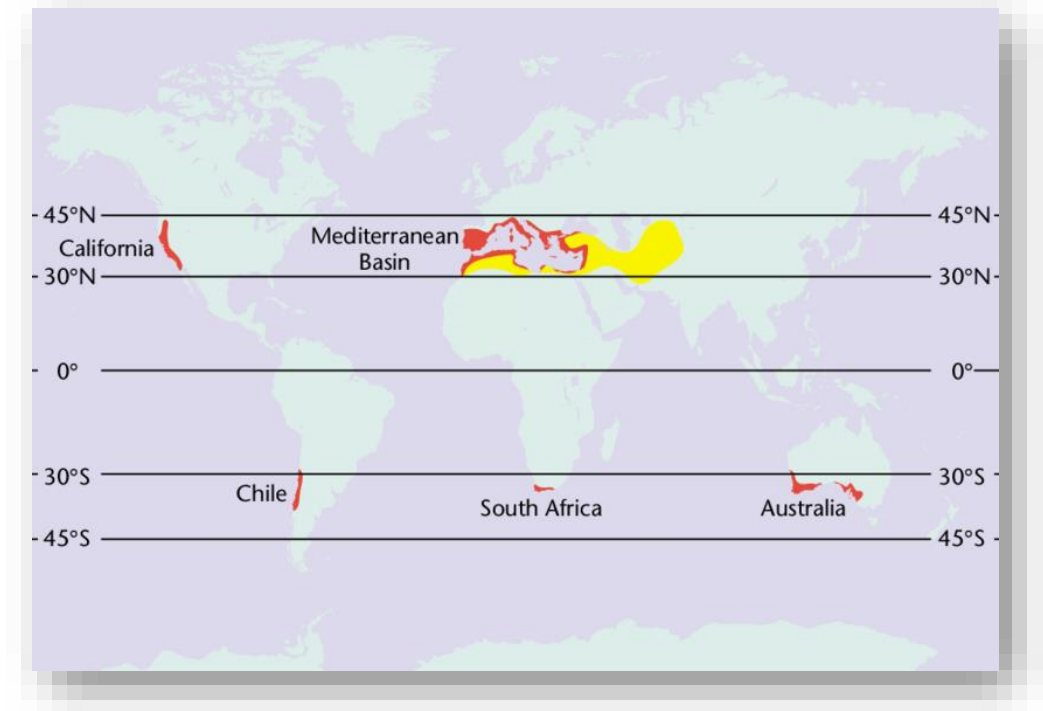 45°N
45°N
California
Mediterranean
Basin
30°N
30°N
0°
0°
30°S
30°S
Chile
South Africa
Australia
45°S
45°S